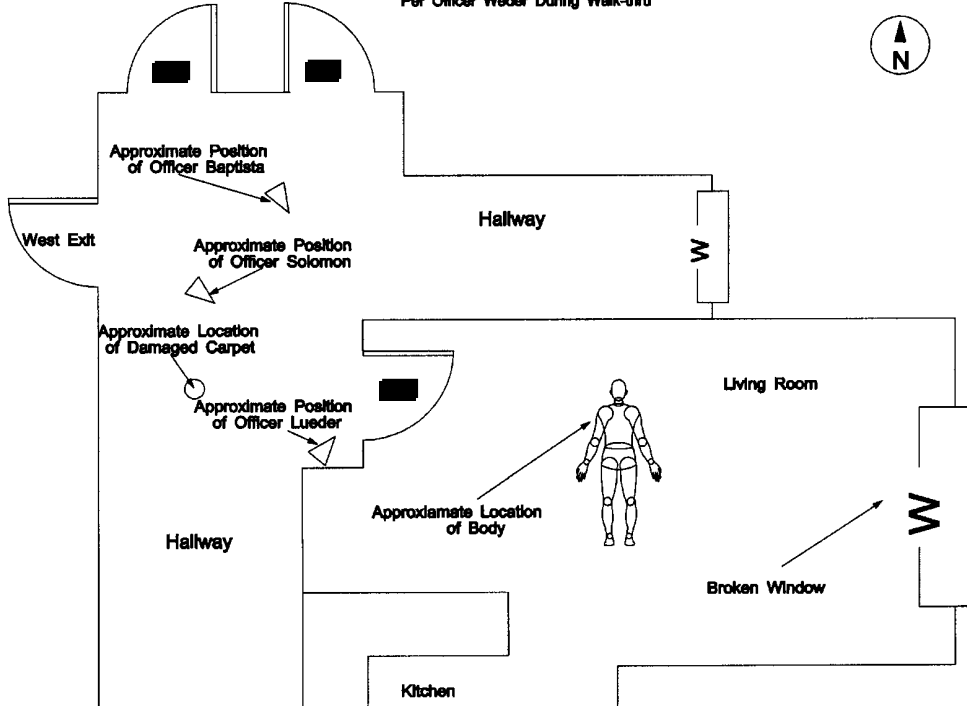 Per Officer Weder During Walk-thru
N
Approximate Position
of Officer Baptista
Hallway
West Exit
Approximate Position
of Officer Solomon
W
Approximate Location
of Damaged Carpet
Living Room
Approximate Position
of Officer Lueder
Approxiamate Location
of Body
W
Hallway
Broken Window
Kitchen